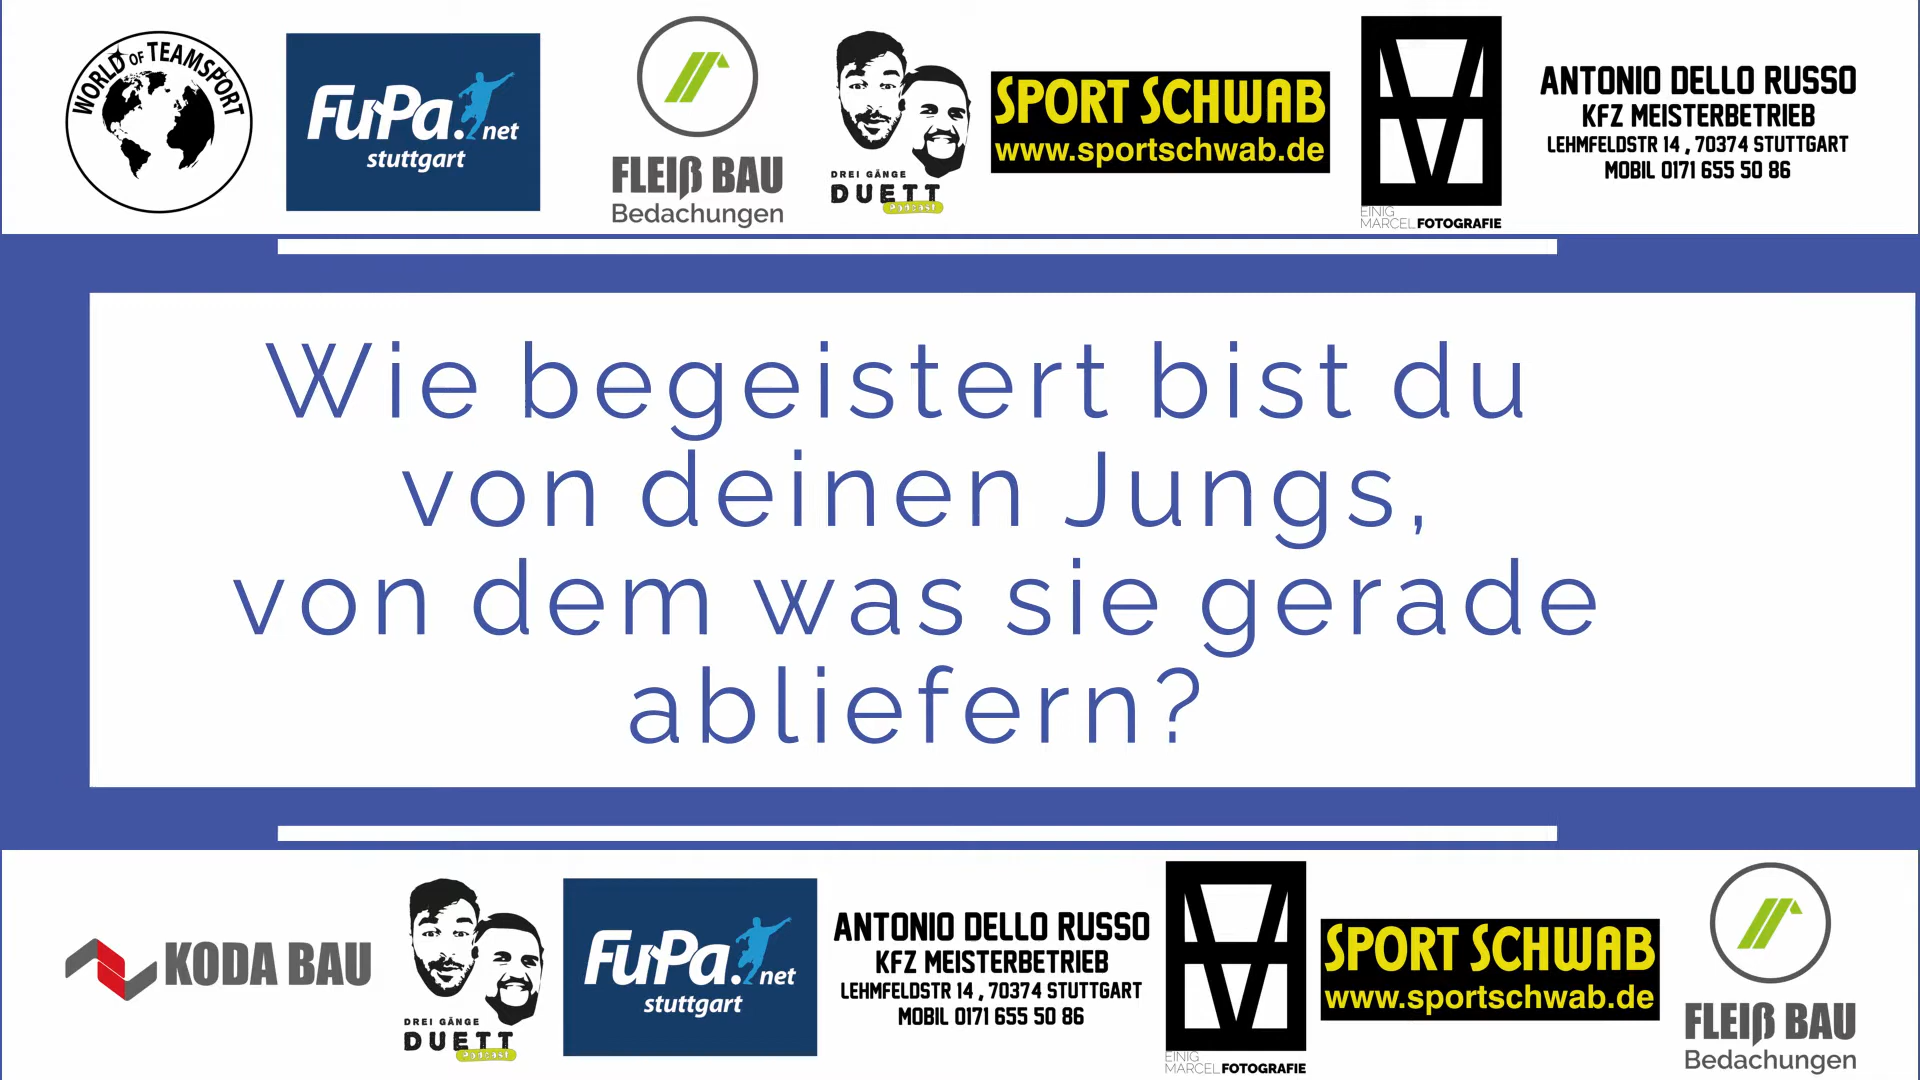 WORLD OF TEAMSPORT
FuPa.net
stuttgart
FLEIß BAU
Bedachungen
DREI GÄNGE
DUETT
Podcast
SPORT SCHWAB
www.sportschwab.de
EINIG
MARCEL FOTOGRAFIE
ANTONIO DELLO RUSSO
KFZ MEISTERBETRIEB
LEHMFELDSTR 14 , 70374 STUTTGART
MOBIL 0171 655 50 86
Wie begeistert bist du
von deinen Jungs,
von dem was sie gerade
abliefern?
KODA BAU
DREI GÄNGE
DUETT
Podcast
FuPa.net
stuttgart
ANTONIO DELLO RUSSO
KFZ MEISTERBETRIEB
LEHMFELDSTR 14 , 70374 STUTTGART
MOBIL 0171 655 50 86
EINIG
MARCEL FOTOGRAFIE
SPORT SCHWAB
www.sportschwab.de
FLEIß BAU
Bedachungen